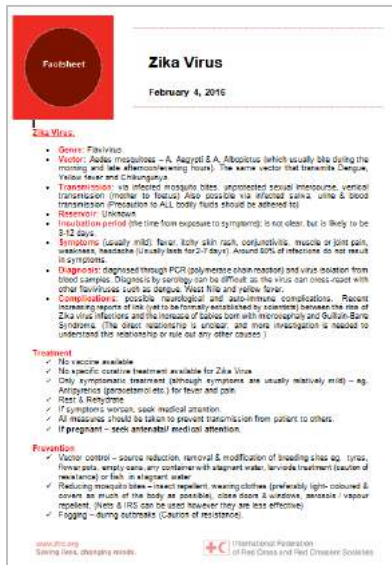 Factsheet
Zika Virus
February 4, 2016
Zika Virus:
Genre: Flavivirus
Vector: Aedes mosquitoes – A. Aegypti & A. Albopictus (which usually bite during the
morning and late afternoon/evening hours). The same vector that transmits Dengue,
Yellow fever and Chikungunya.
Transmission: via infected mosquito bites, unprotected sexual intercourse, vertical
transmission (mother to foetus) Also possible via infected saliva, urine & blood
transmission (Precaution to ALL bodily fluids should be adhered to)
Reservoir: Unknown
Incubation period (the time from exposure to symptoms): is not clear, but is likely to be
3-12 days.
Symptoms (usually mild): fever, itchy skin rash, conjunctivitis, muscle or joint pain,
weakness, headache (Usually lasts for 2-7 days). Around 80% of infections do not result
in symptoms.
Diagnosis: diagnosed through PCR (polymerase chain reaction) and virus isolation from
blood samples. Diagnosis by serology can be difficult as the virus can cross-react with
other flaviviruses such as dengue, West Nile and yellow fever.
Complications: possible neurological and auto-immune complications. Recent
increasing reports of link (yet to be formally established by scientists) between the rise of
Zika virus infections and the increase of babies born with microcephaly and Guillain-Barre
Syndrome. (The direct relationship is unclear, and more investigation is needed to
understand this relationship or rule out any other causes.)
Treatment
✓ No vaccine available
✓ No specific curative treatment available for Zika Virus
✓ Only symptomatic treatment (although symptoms are usually relatively mild) – eg.
Antipyretics (paracetamol etc.) for fever and pain.
✓ Rest & Rehydrate
✓ If symptoms worsen, seek medical attention.
✓ All measures should be taken to prevent transmission from patient to others.
✓ If pregnant – seek antenatal/ medical attention.
Prevention
✓ Vector control – source reduction, removal & modification of breeding sites eg. tyres,
flower pots, empty cans, any container with stagnant water, larvicide treatment (caution of
resistance) or fish in stagnant water
✓ Reducing mosquito bites – insect repellent, wearing clothes (preferably light- coloured &
covers as much of the body as possible), close doors & windows, aerosols / vapour
repellent. (Nets & IRS can be used however they are less effective)
✓ Fogging – during outbreaks (Caution of resistance).
www.ifrc.org
Saving lives, changing minds.
International Federation
of Red Cross and Red Crescent Societies